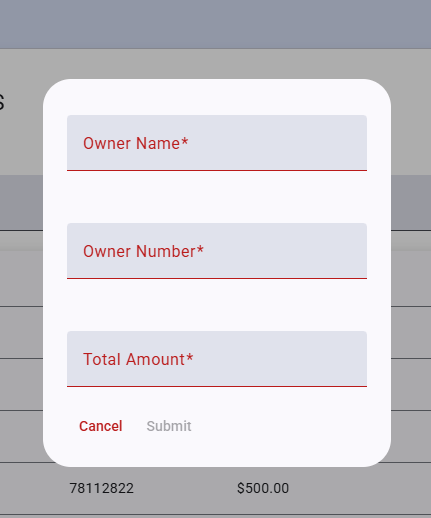 s
Owner Name*
Owner Number*
Total Amount*
Cancel Submit
78112822 $500.00